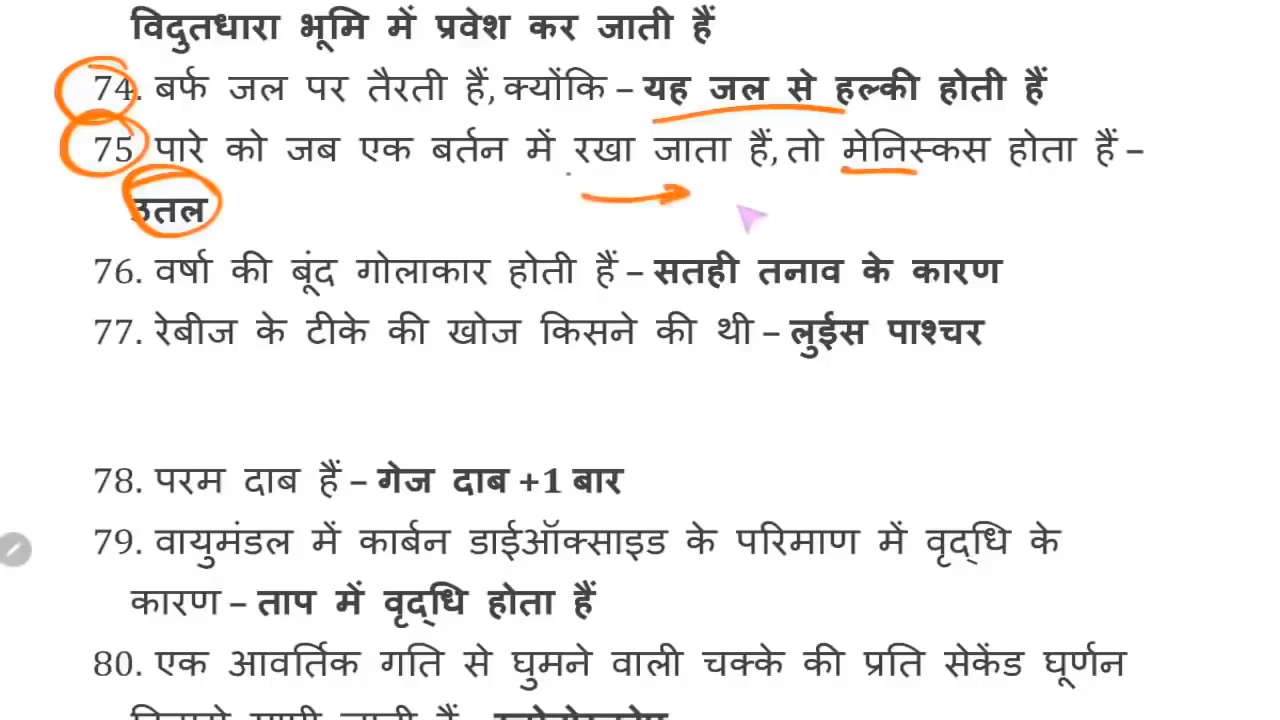 विदुतधारा भूमि में प्रवेश कर जाती हैं
74. बर्फ जल पर तैरती हैं, क्योंकि – यह जल से हल्की होती हैं
75. पारे को जब एक बर्तन में रखा जाता हैं, तो मेनिस्कस होता हैं –
उतल
76. वर्षा की बूंद गोलाकार होती हैं – सतही तनाव के कारण
77. रेबीज के टीके की खोज किसने की थी – लुईस पाश्चर
78. परम दाब हैं – गेज दाब +1 बार
79. वायुमंडल में कार्बन डाईऑक्साइड के परिमाण में वृद्धि के
कारण – ताप में वृद्धि होता हैं
80. एक आवर्तिक गति से घुमने वाली चक्के की प्रति सेकेंड घूर्णन